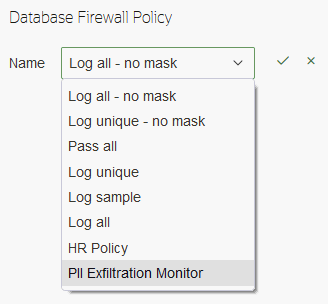 Database Firewall Policy
Name
Log all - no mask
Log all - no mask
Log unique - no mask
Pass all
Log unique
Log sample
Log all
HR Policy
PII Exfiltration Monitor